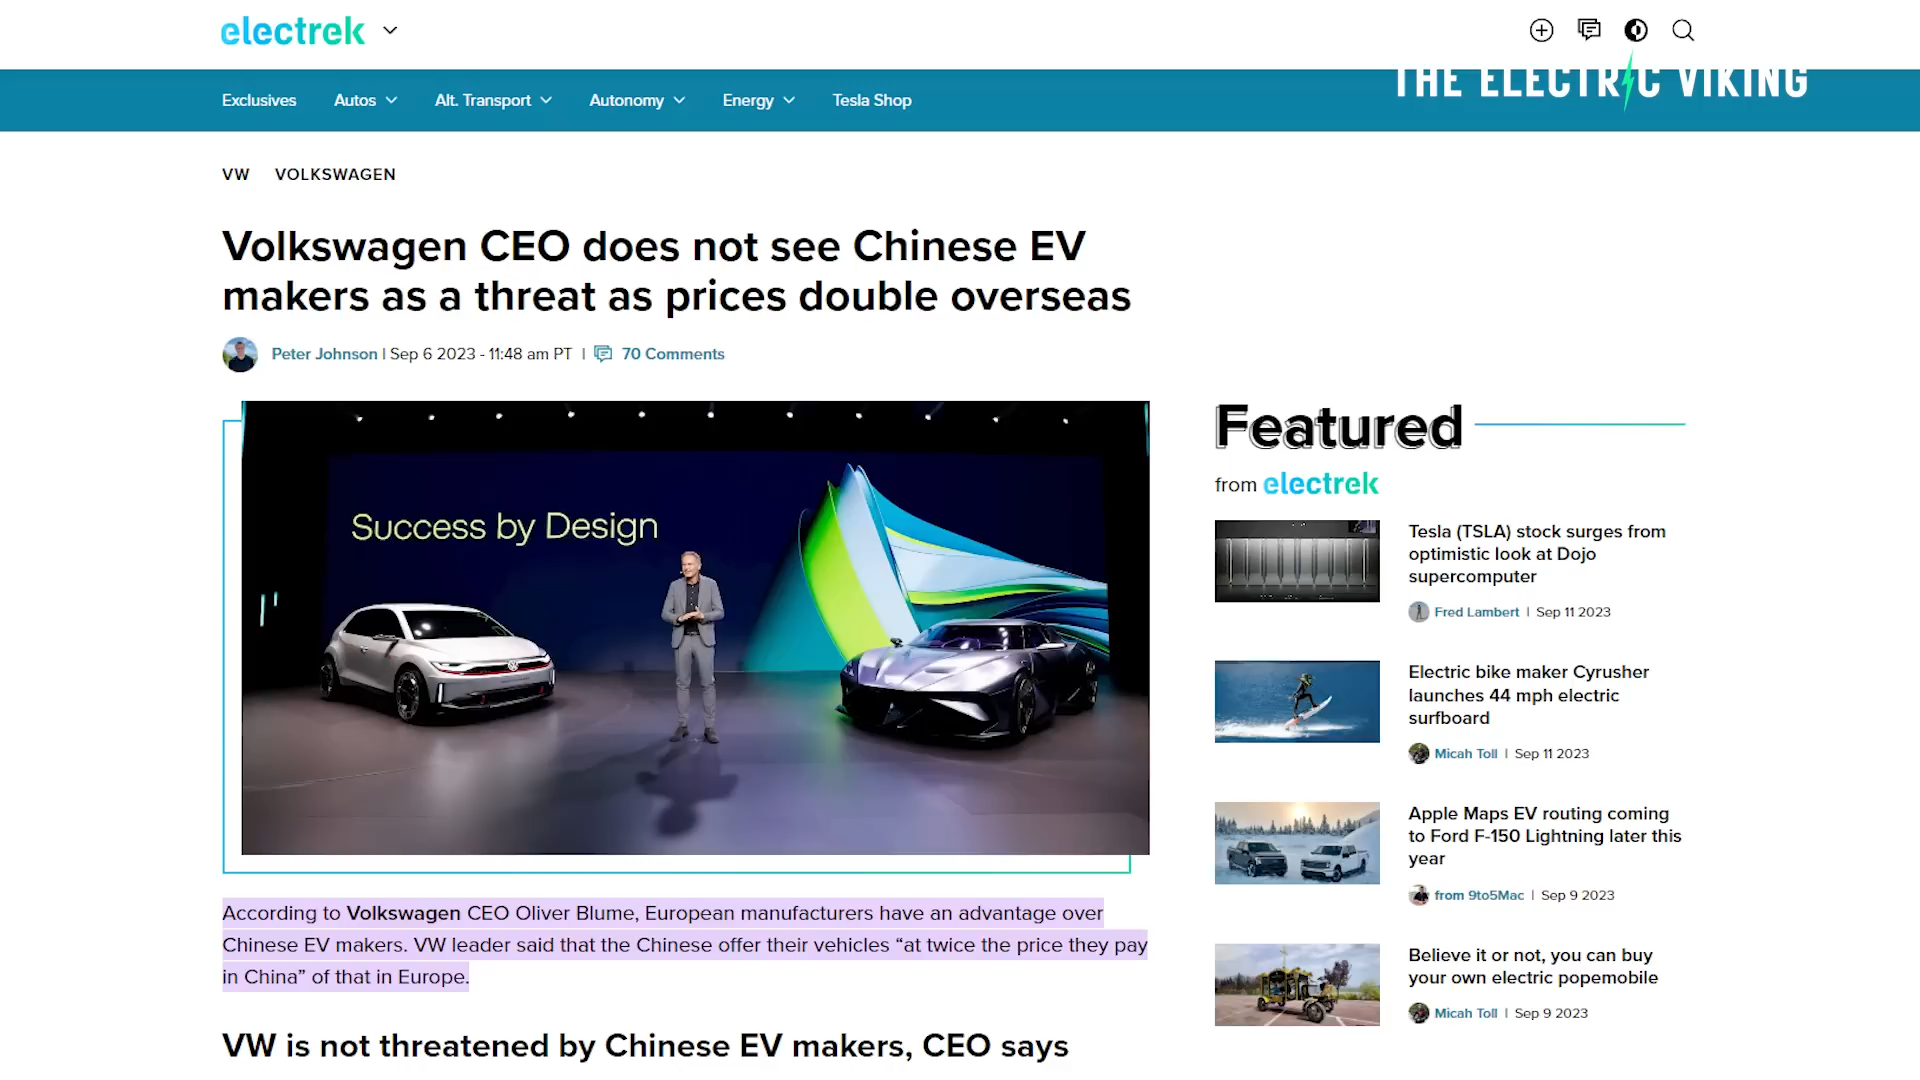 electrek
THE ELECTRIC VIKING
Exclusives Autos Alt. Transport Autonomy Energy Tesla Shop
VW VOLKSWAGEN
Volkswagen CEO does not see Chinese EV
makers as a threat as prices double overseas
Peter Johnson | Sep 6 2023 - 11:48 am PT | 70 Comments
Success by Design
According to Volkswagen CEO Oliver Blume, European manufacturers have an advantage over
Chinese EV makers. VW leader said that the Chinese offer their vehicles “at twice the price they pay
in China” of that in Europe.
VW is not threatened by Chinese EV makers, CEO says
Featured
from electrek
Tesla (TSLA) stock surges from
optimistic look at Dojo
supercomputer
Fred Lambert | Sep 11 2023
Electric bike maker Cyrusher
launches 44 mph electric
surfboard
Micah Toll | Sep 11 2023
Apple Maps EV routing coming
to Ford F-150 Lightning later this
year
from 9to5Mac | Sep 9 2023
Believe it or not, you can buy
your own electric popemobile
Micah Toll | Sep 9 2023